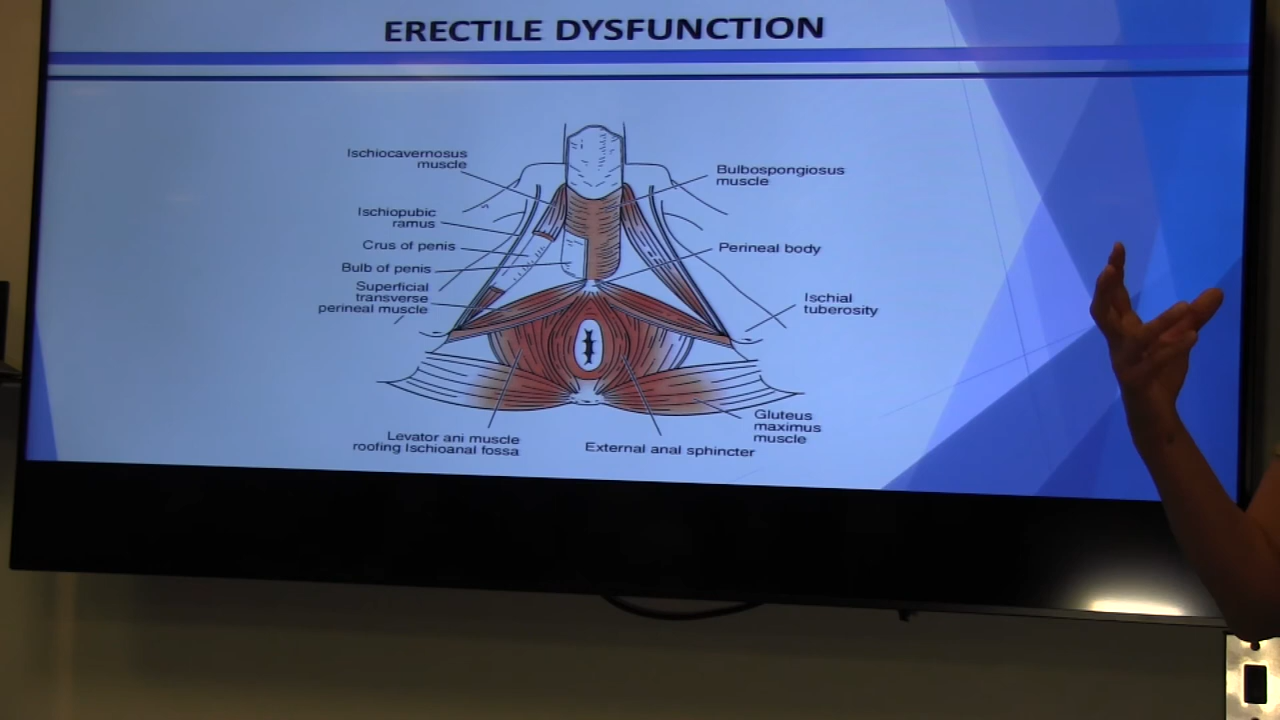 ERECTILE DYSFUNCTION
Ischiocavernosus
muscle
Ischiopubic
ramus
Crus of penis
Bulb of penis
Superficial
transverse
perineal muscle
Levator ani muscle
roofing Ischioanal fossa
Bulbospongiosus
muscle
Perineal body
Ischial
tuberosity
Gluteus
maximus
muscle
External anal sphincter